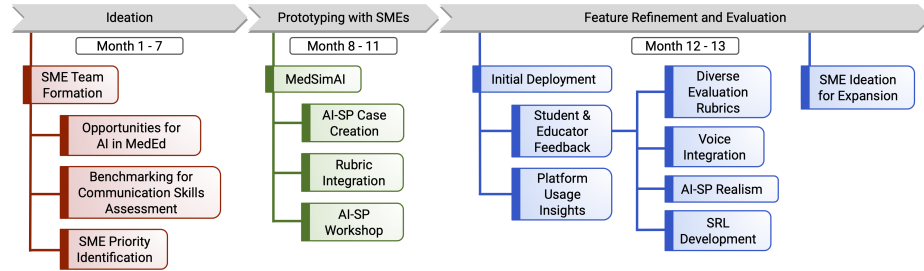 Ideation
Month 1 - 7
SME Team
Formation
Opportunities for
AI in MedEd
Benchmarking for
Communication Skills
Assessment
SME Priority
Identification
Prototyping with SMEs
Month 8 - 11
MedSimAI
AI-SP Case
Creation
Rubric
Integration
AI-SP
Workshop
Feature Refinement and Evaluation
Month 12 - 13
Initial Deployment
Student &
Educator
Feedback
Platform
Usage
Insights
Diverse
Evaluation
Rubrics
Voice
Integration
AI-SP Realism
SRL
Development
SME Ideation
for Expansion